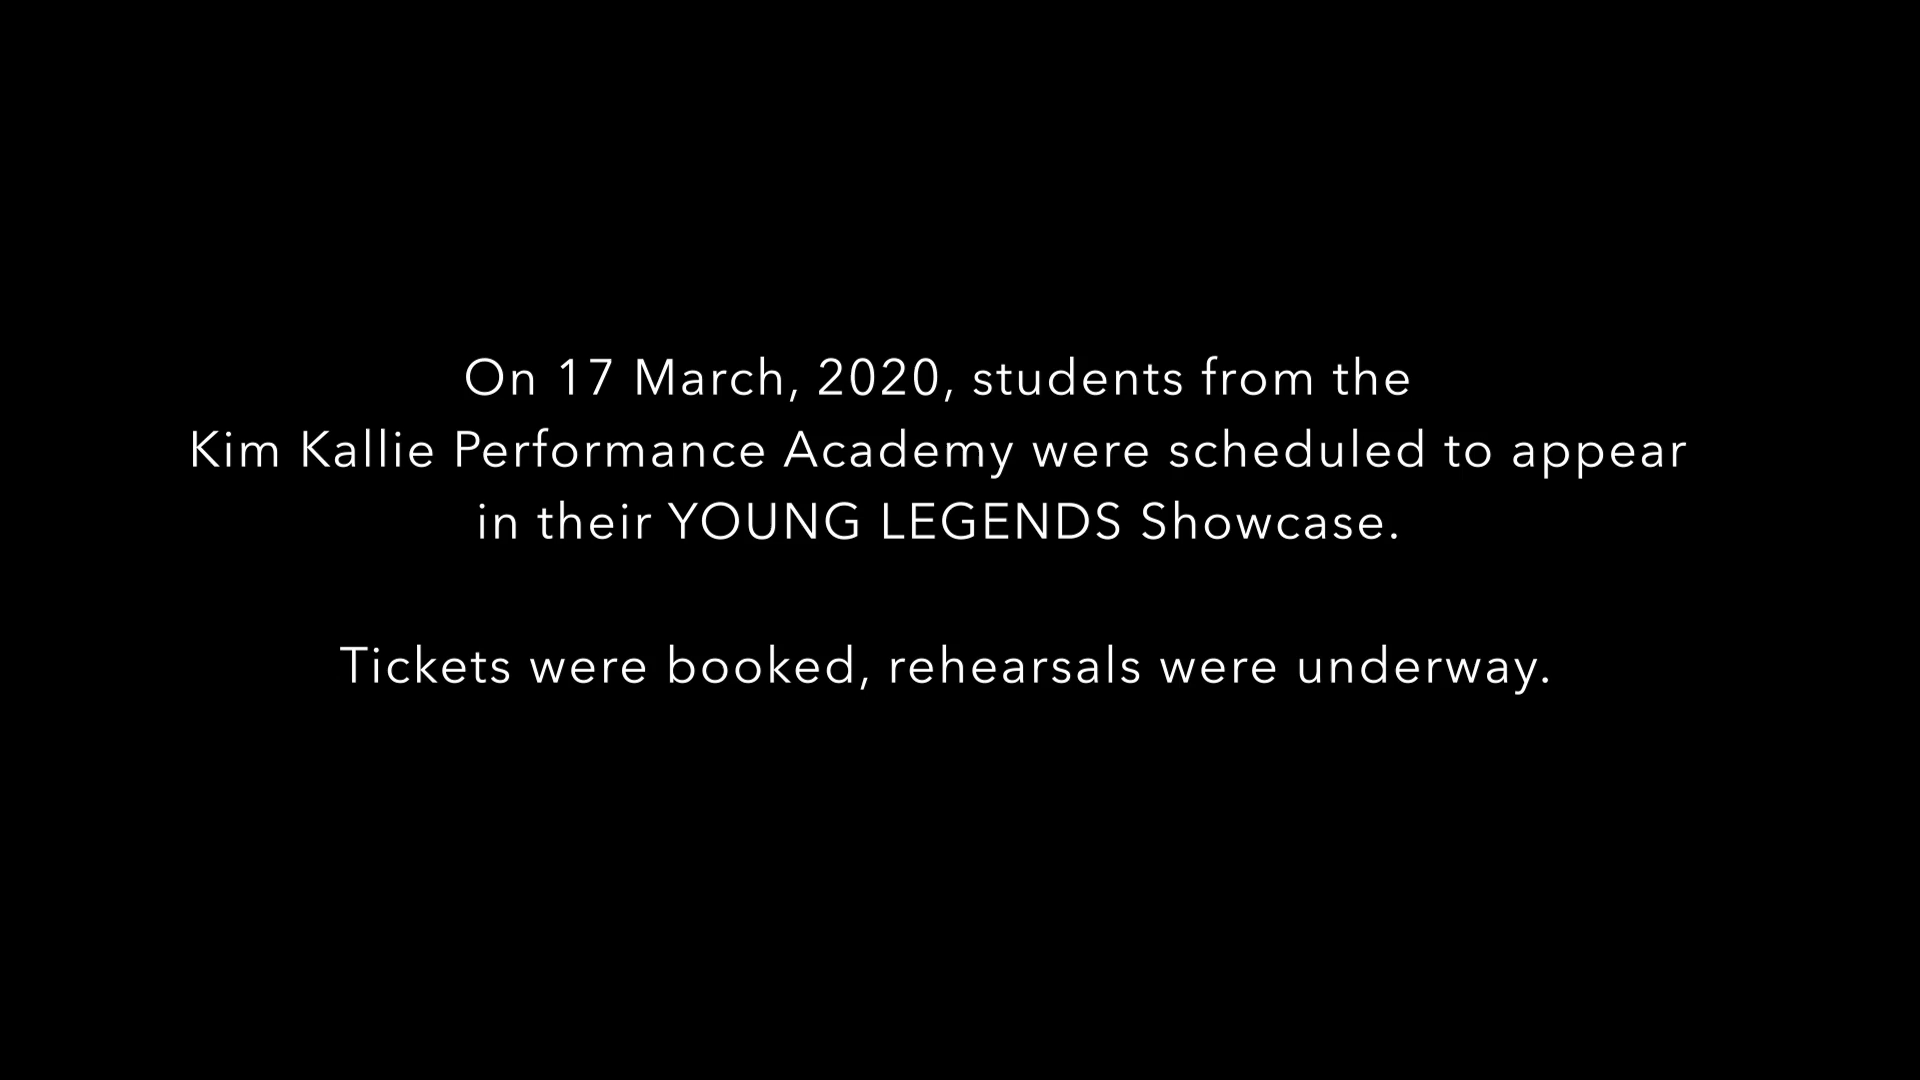 On 17 March, 2020, students from the
Kim Kallie Performance Academy were scheduled to appear
in their YOUNG LEGENDS Showcase.
Tickets were booked, rehearsals were underway.